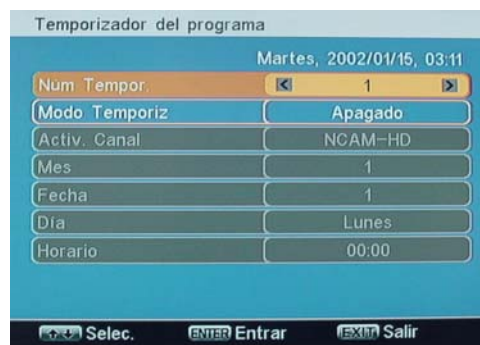 Temporizador del programa
Martes, 2002/01/15, 03:11
Núm Tempor. 1
Modo Temporiz Apagado
Activ. Canal NCAM-HD
Mes 1
Fecha 1
Día Lunes
Horario 00:00
Selec. ENTER Entrar EXIT Salir